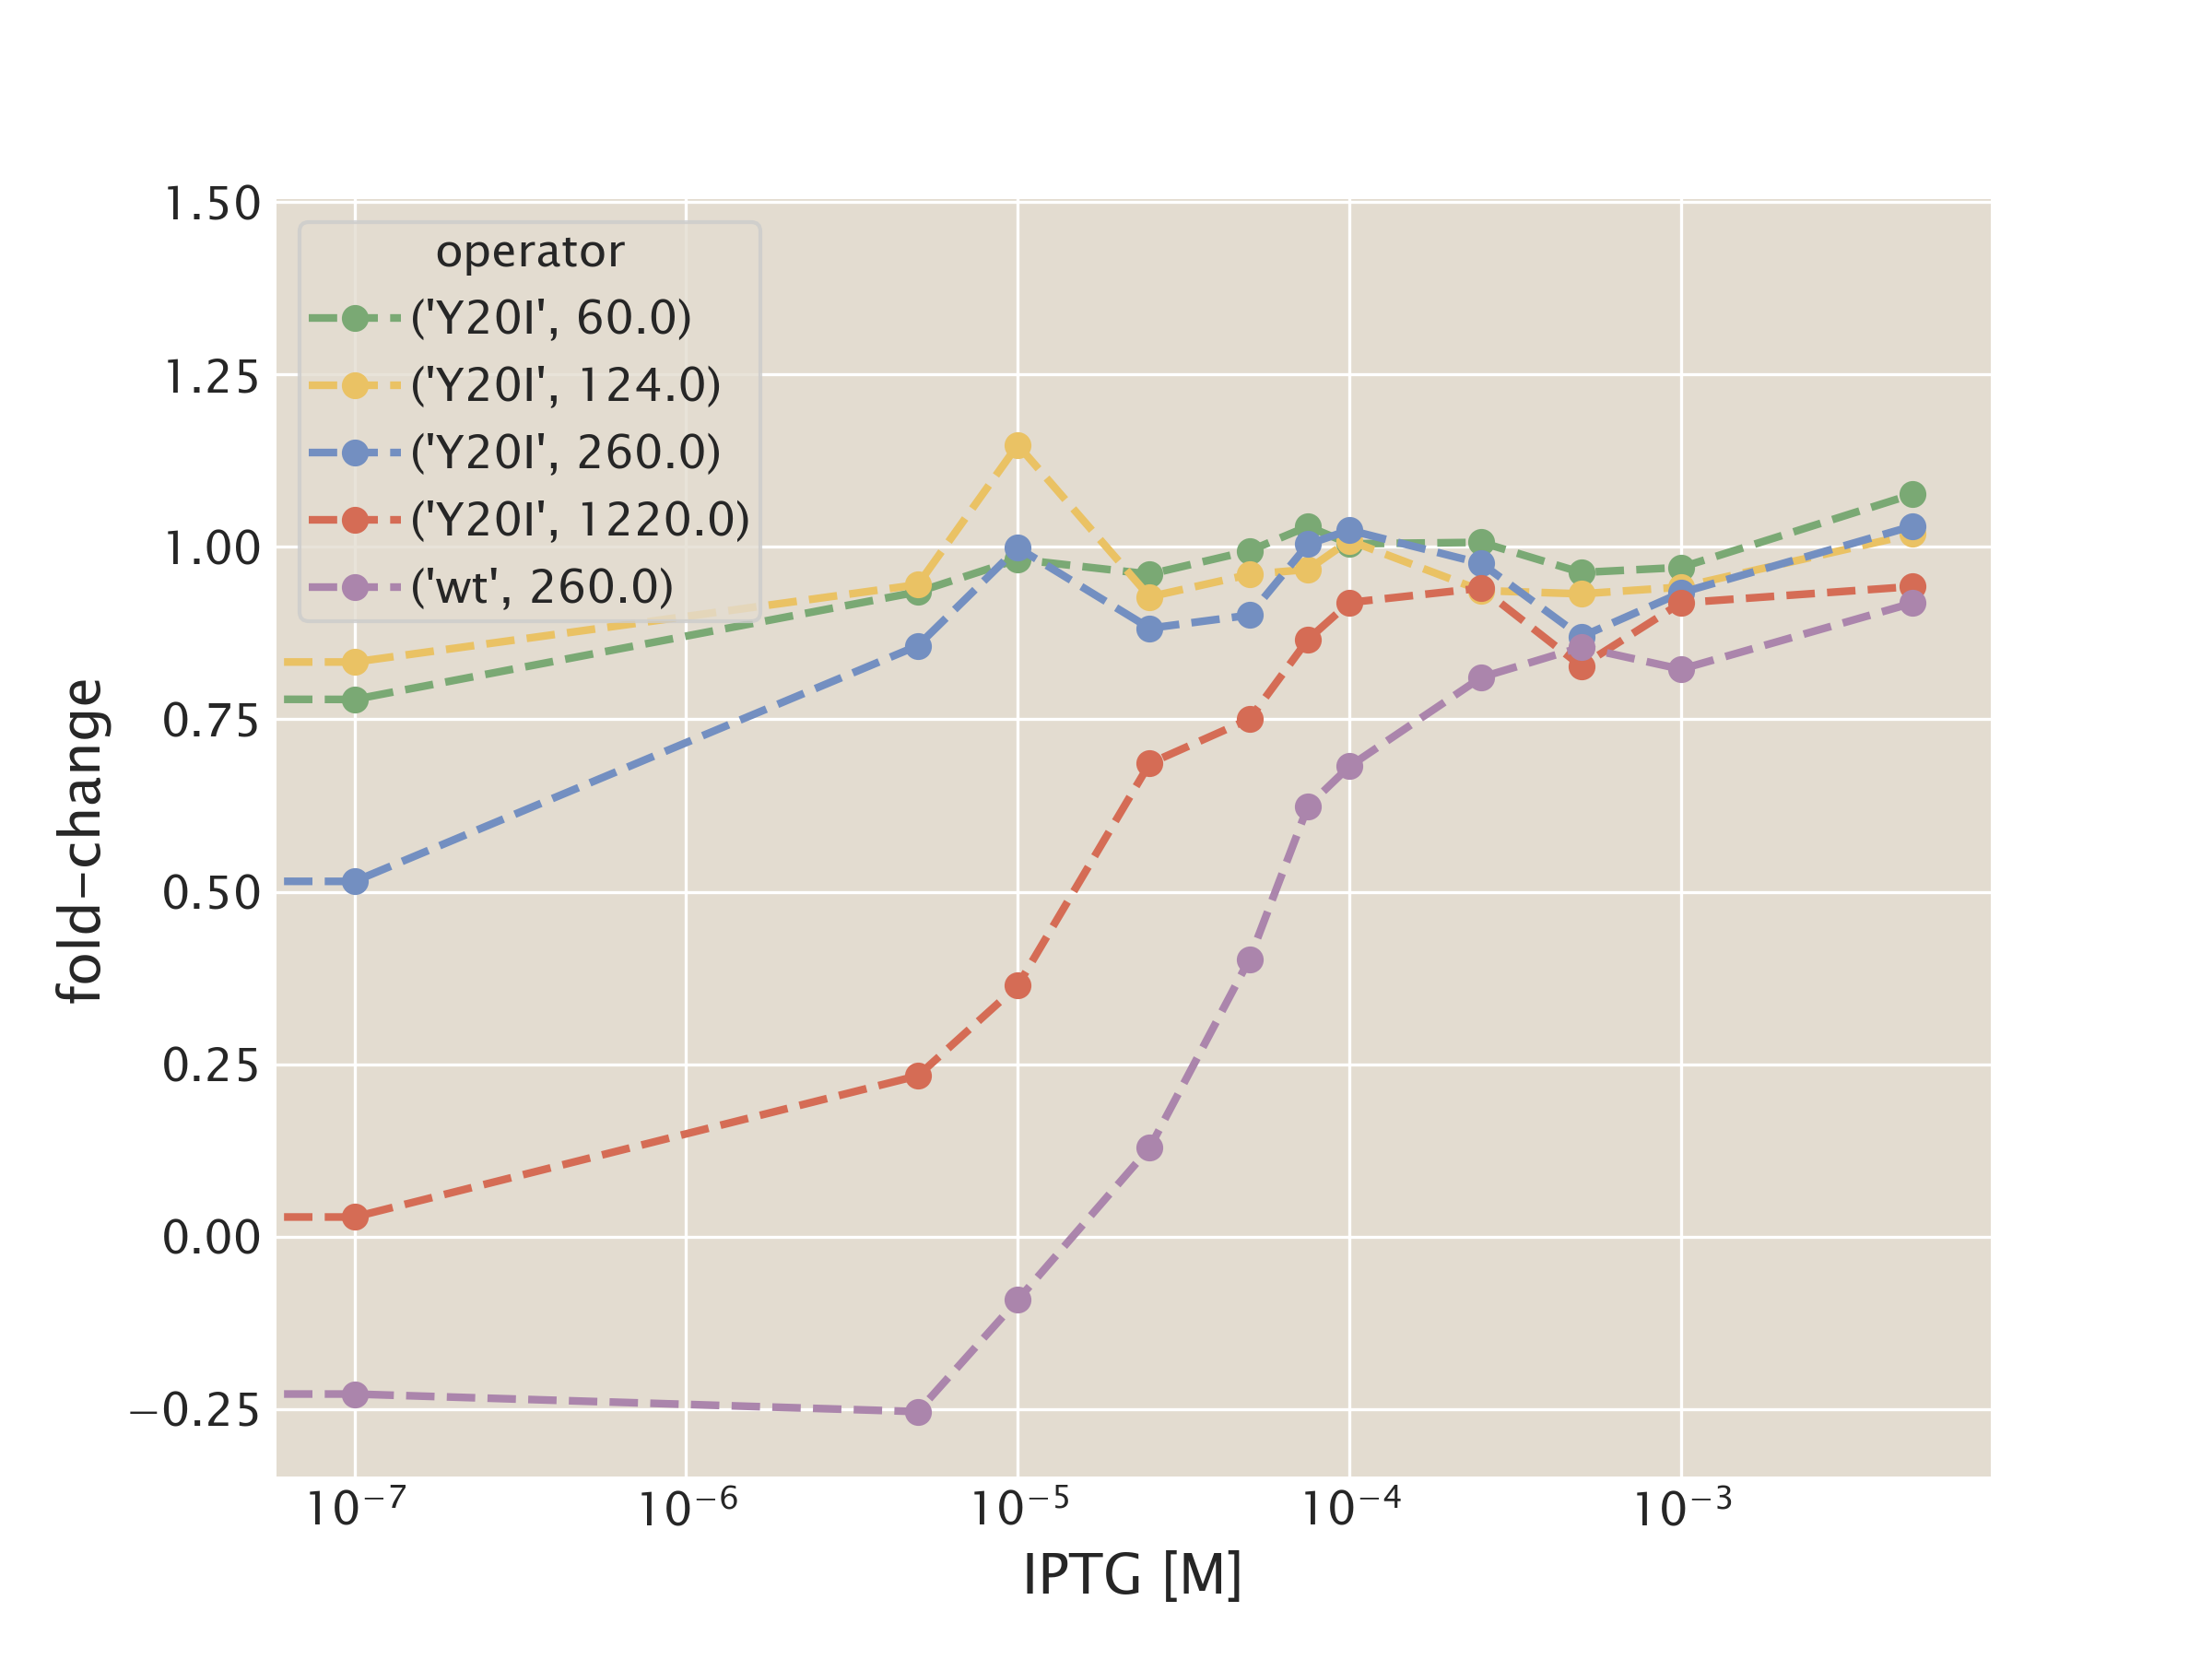 operator
('Y20I', 60.0)
('Y20I', 124.0)
('Y20I', 260.0)
('Y20I', 1220.0)
('wt', 260.0)
1.50
1.25
1.00
0.75
0.50
0.25
0.00
−0.25
fold-change
10⁻⁷ 10⁻⁶ 10⁻⁵ 10⁻⁴ 10⁻³
IPTG [M]